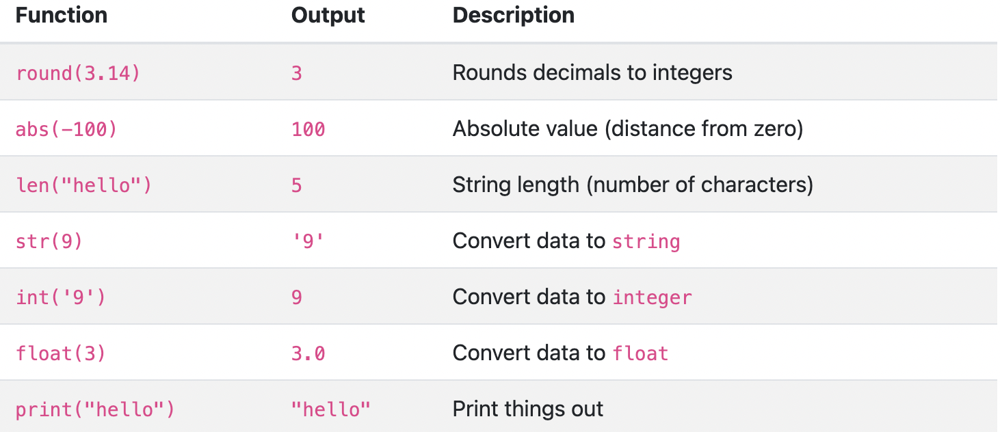 Function Output Description
round(3.14) 3 Rounds decimals to integers
abs(-100) 100 Absolute value (distance from zero)
len("hello") 5 String length (number of characters)
str(9) '9' Convert data to string
int('9') 9 Convert data to integer
float(3) 3.0 Convert data to float
print("hello") "hello" Print things out